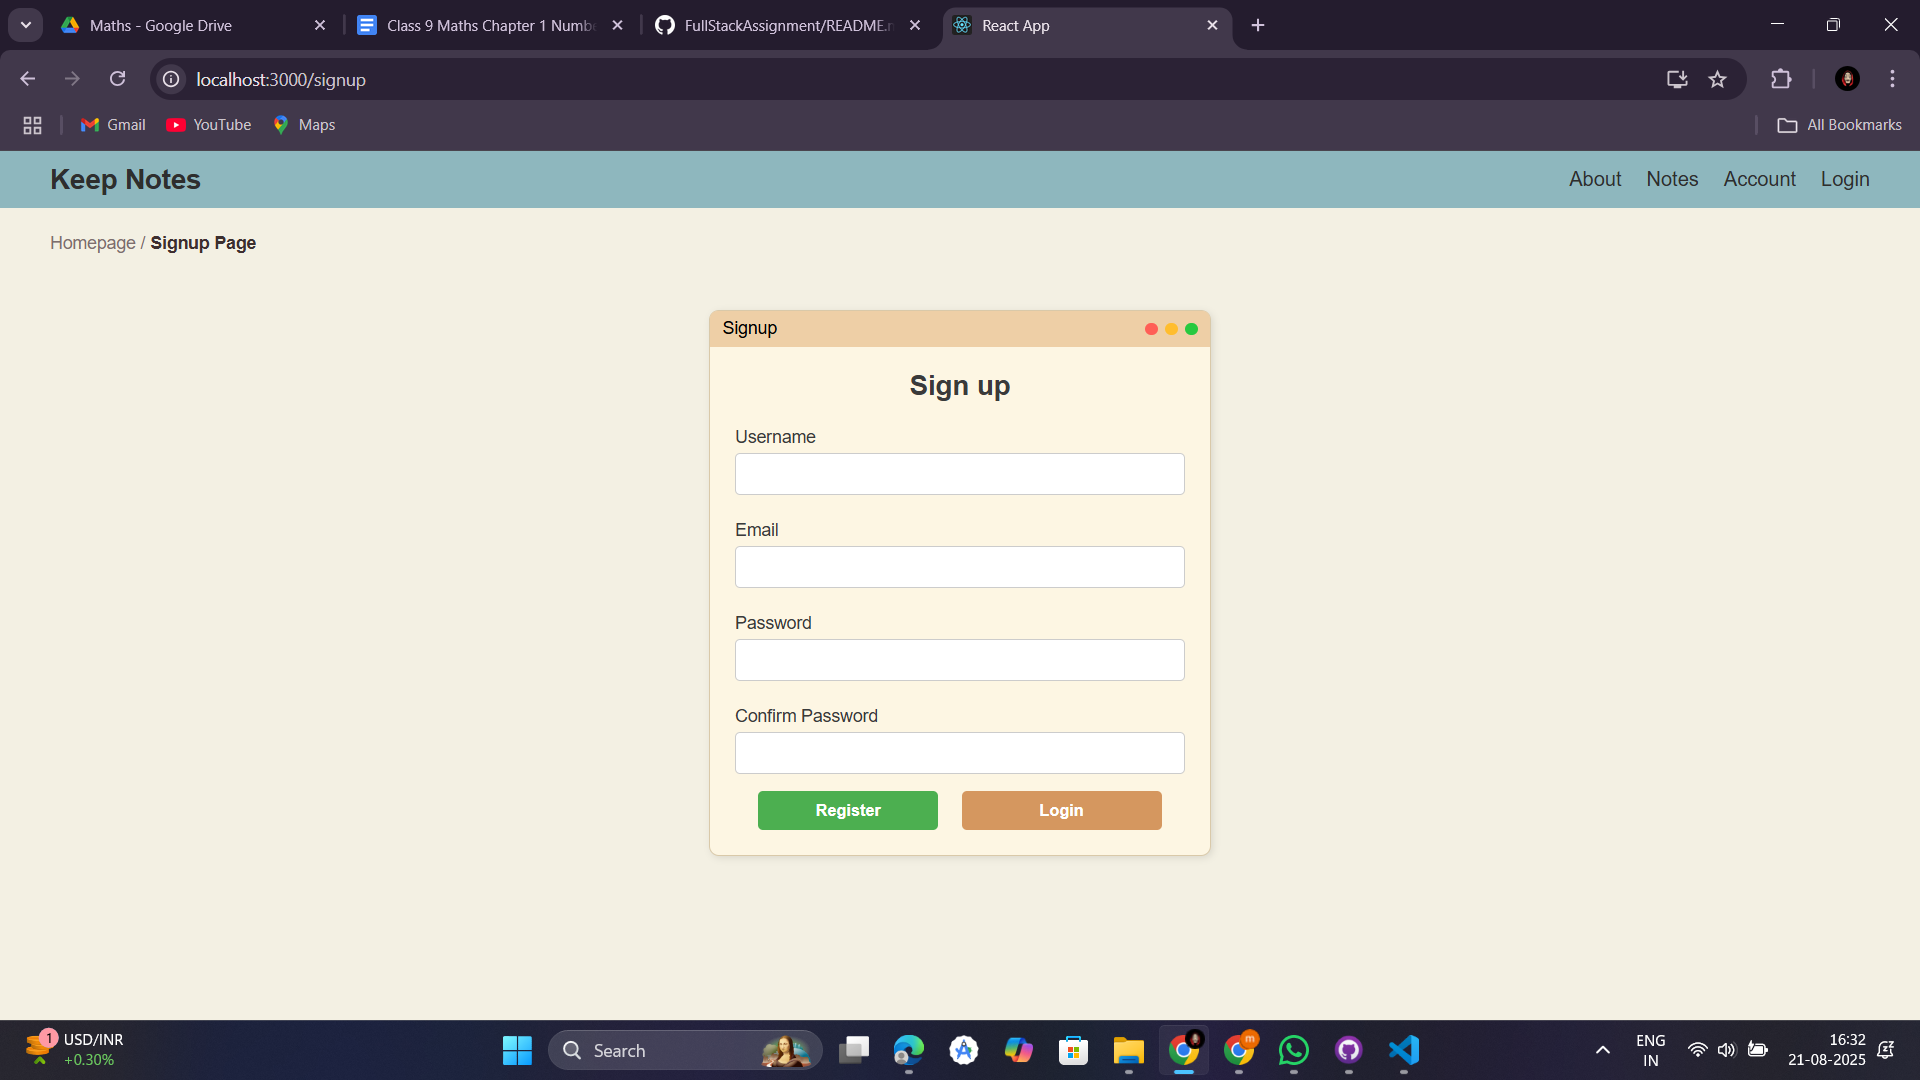 Maths - Google Drive
Class 9 Maths Chapter 1 Numbe
FullStackAssignment/README.m
React App
localhost:3000/signup
Gmail
YouTube
Maps
All Bookmarks
Keep Notes
About Notes Account Login
Homepage / Signup Page
Signup
Sign up
Username
Email
Password
Confirm Password
Register Login
1
USD/INR
+0.30%
Search
m
ENG
IN
16:32
21-08-2025